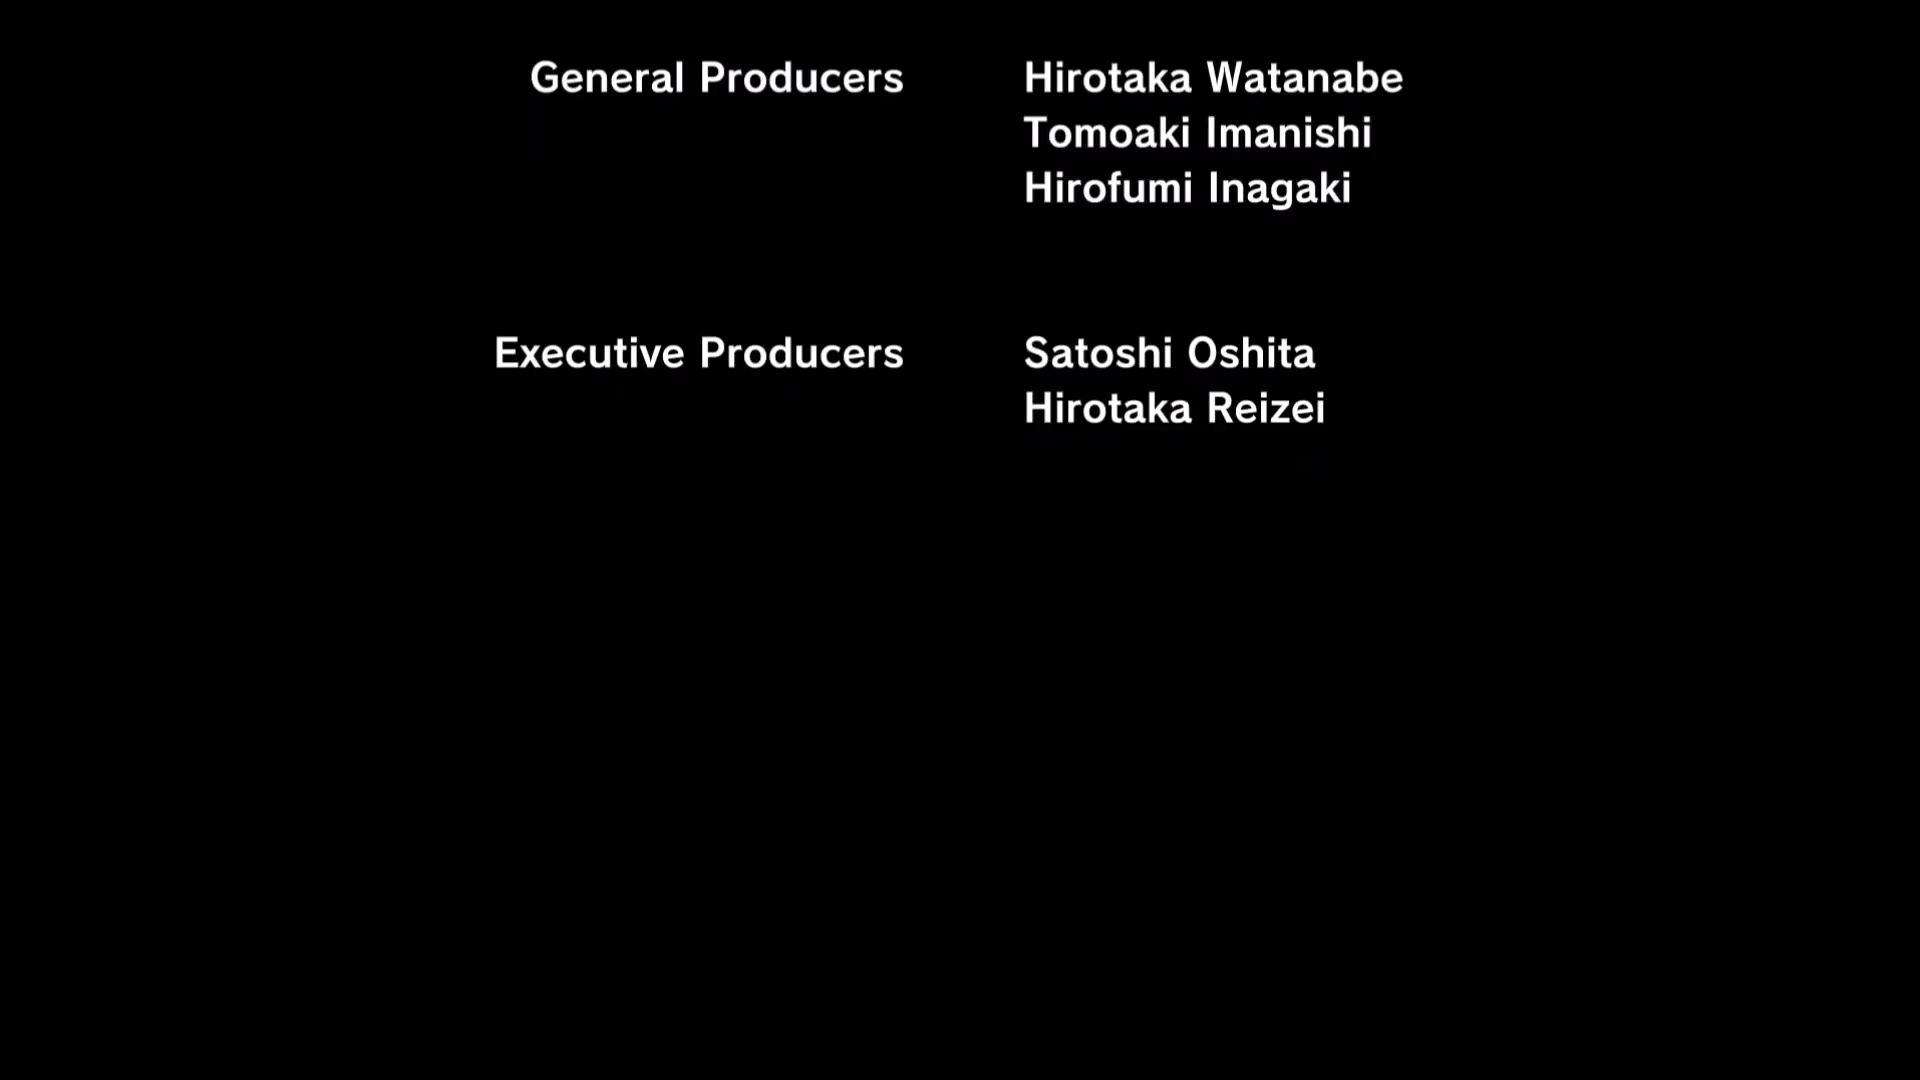 General Producers Hirotaka Watanabe
Tomoaki Imanishi
Hirofumi Inagaki
Executive Producers Satoshi Oshita
Hirotaka Reizei